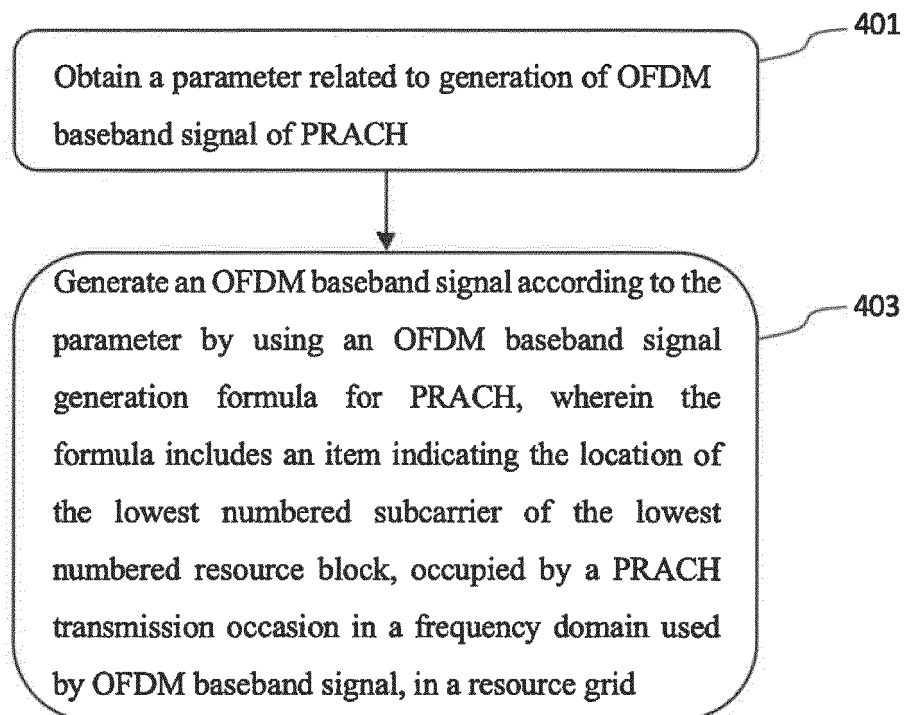 401
Obtain a parameter related to generation of OFDM
baseband signal of PRACH
Generate an OFDM baseband signal according to the
403
parameter by using an OFDM baseband signal
generation formula for PRACH, wherein the
formula includes an item indicating the location of
the lowest numbered subcarrier of the lowest
numbered resource block, occupied by a PRACH
transmission occasion in a frequency domain used
by OFDM baseband signal, in a resource grid